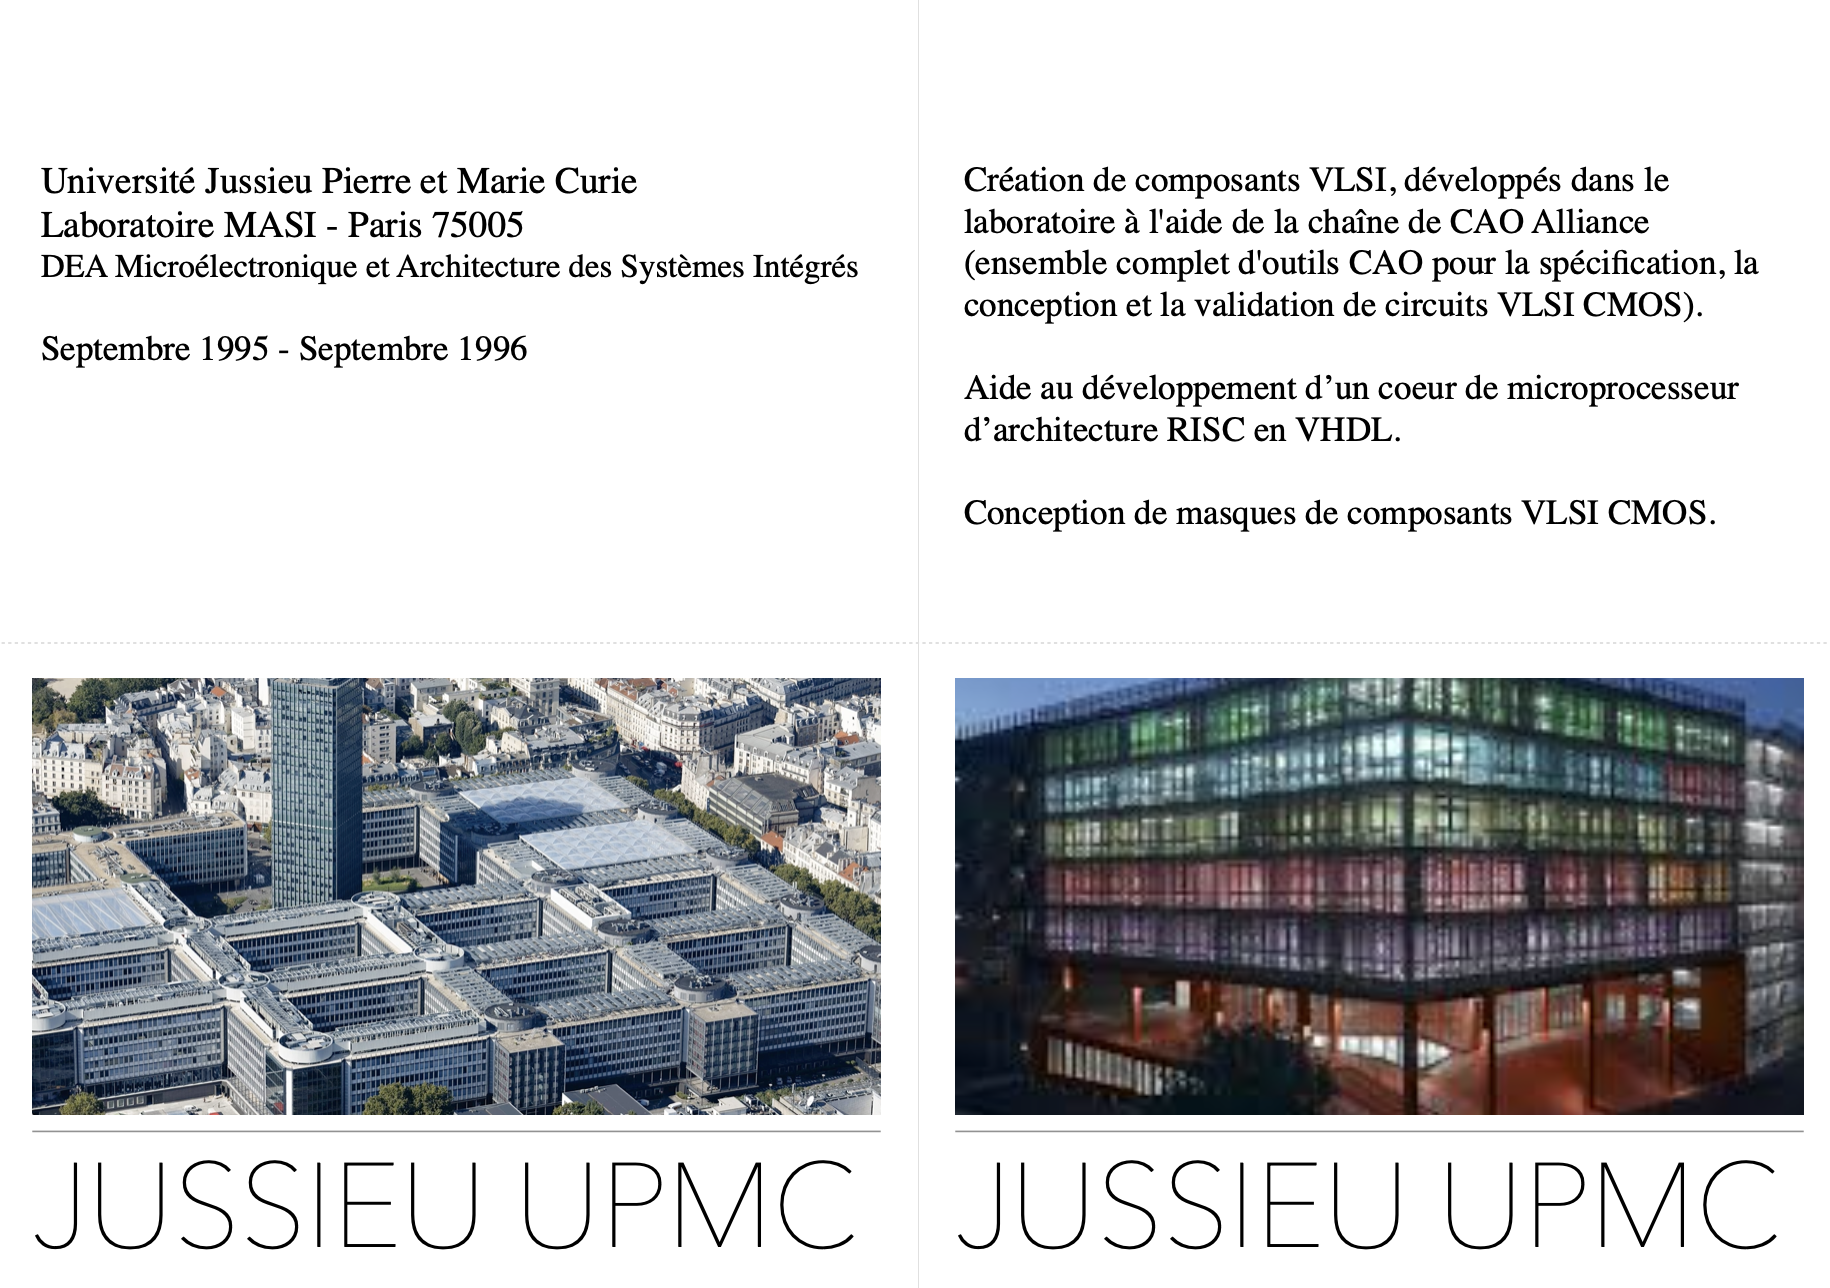 Université Jussieu Pierre et Marie Curie
Laboratoire MASI - Paris 75005
DEA Microélectronique et Architecture des Systèmes Intégrés
Septembre 1995 - Septembre 1996
JUSSIEU UPMC
Création de composants VLSI, développés dans le
laboratoire à l'aide de la chaîne de CAO Alliance
(ensemble complet d'outils CAO pour la spécification, la
conception et la validation de circuits VLSI CMOS).
Aide au développement d’un coeur de microprocesseur
d’architecture RISC en VHDL.
Conception de masques de composants VLSI CMOS.
JUSSIEU UPMC